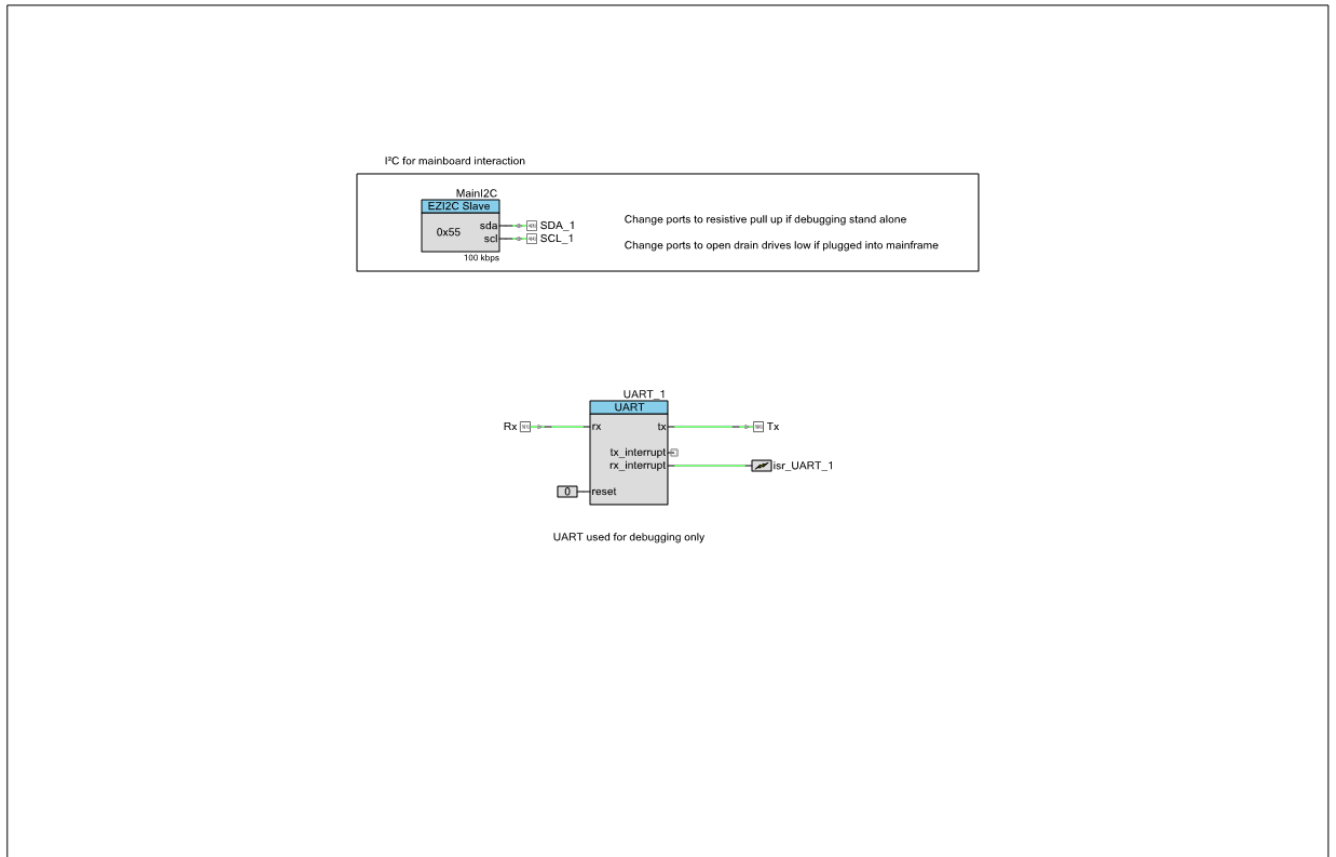 I²C for mainboard interaction
MainI2C
EZI2C Slave
0x55
sda
SDA_1
scl
SCL_1
100 kbps
Change ports to resistive pull up if debugging stand alone
Change ports to open drain drives low if plugged into mainframe
UART_1
UART
Rx
rx
tx
Tx
tx_interrupt
rx_interrupt
isr_UART_1
0
reset
UART used for debugging only